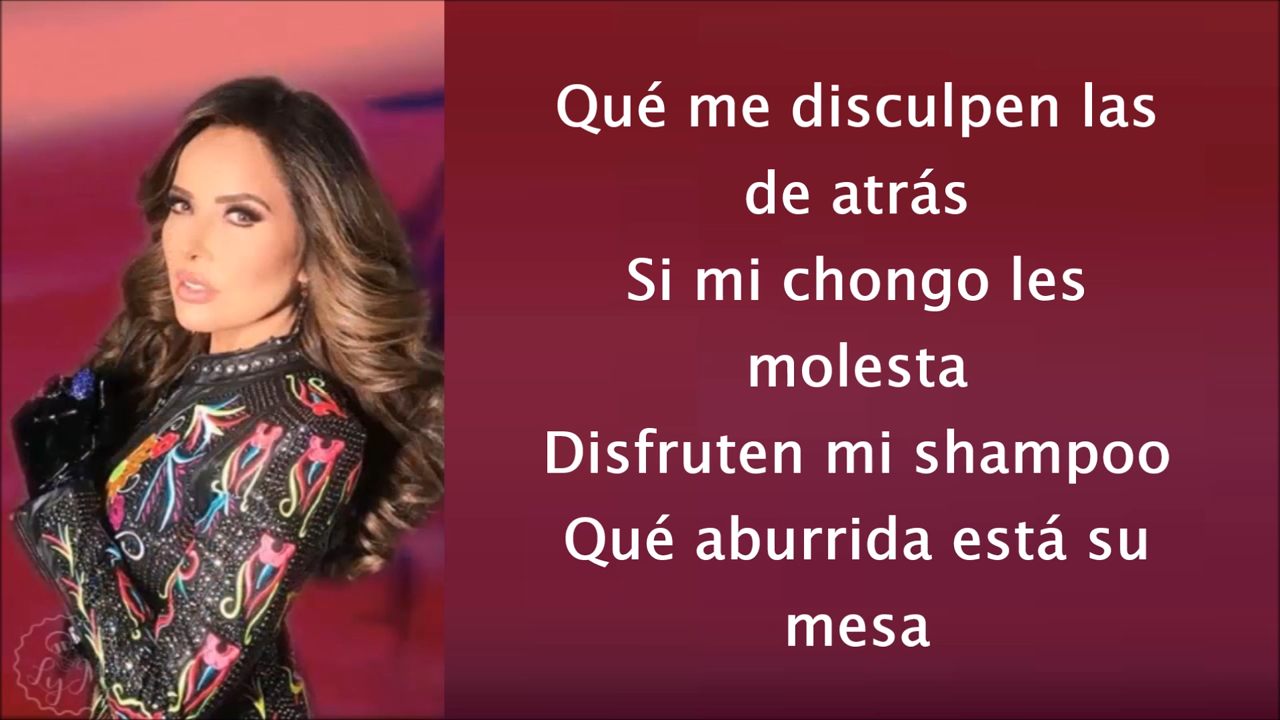 Qué me disculpen las
de atrás
Si mi chongo les
molesta
Disfruten mi shampoo
Qué aburrida está su
mesa